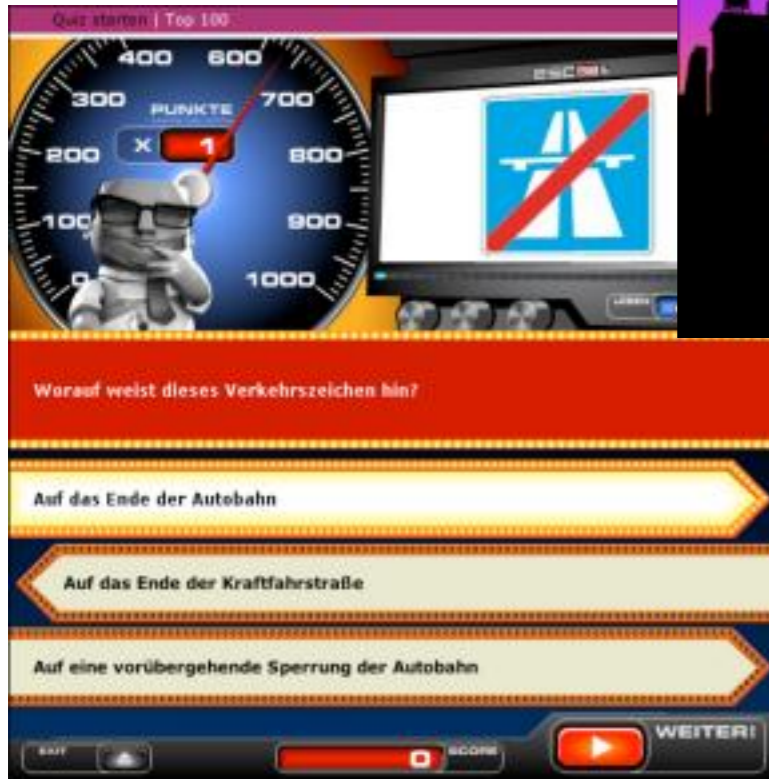 Quiz starten | Top 100
400 600
300 PUNKTE 700
200 X 1 800
100 900
0 1000
Worauf weist dieses Verkehrszeichen hin?
Auf das Ende der Autobahn
Auf das Ende der Kraftfahrstraße
Auf eine vorübergehende Sperrung der Autobahn
EXIT
0 SCORE
WEITER!